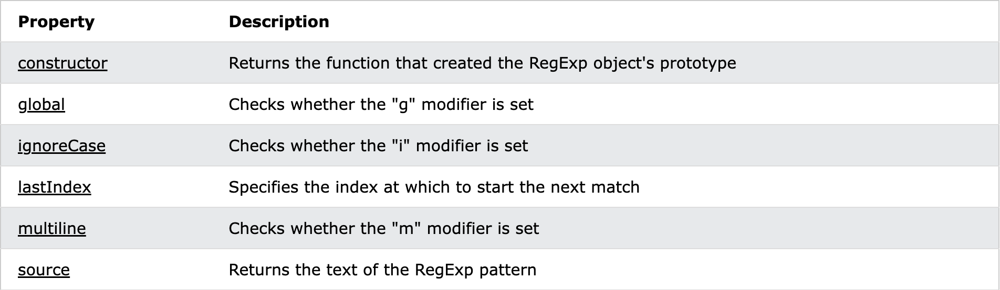 Property Description
constructor Returns the function that created the RegExp object's prototype
global Checks whether the "g" modifier is set
ignoreCase Checks whether the "i" modifier is set
lastIndex Specifies the index at which to start the next match
multiline Checks whether the "m" modifier is set
source Returns the text of the RegExp pattern